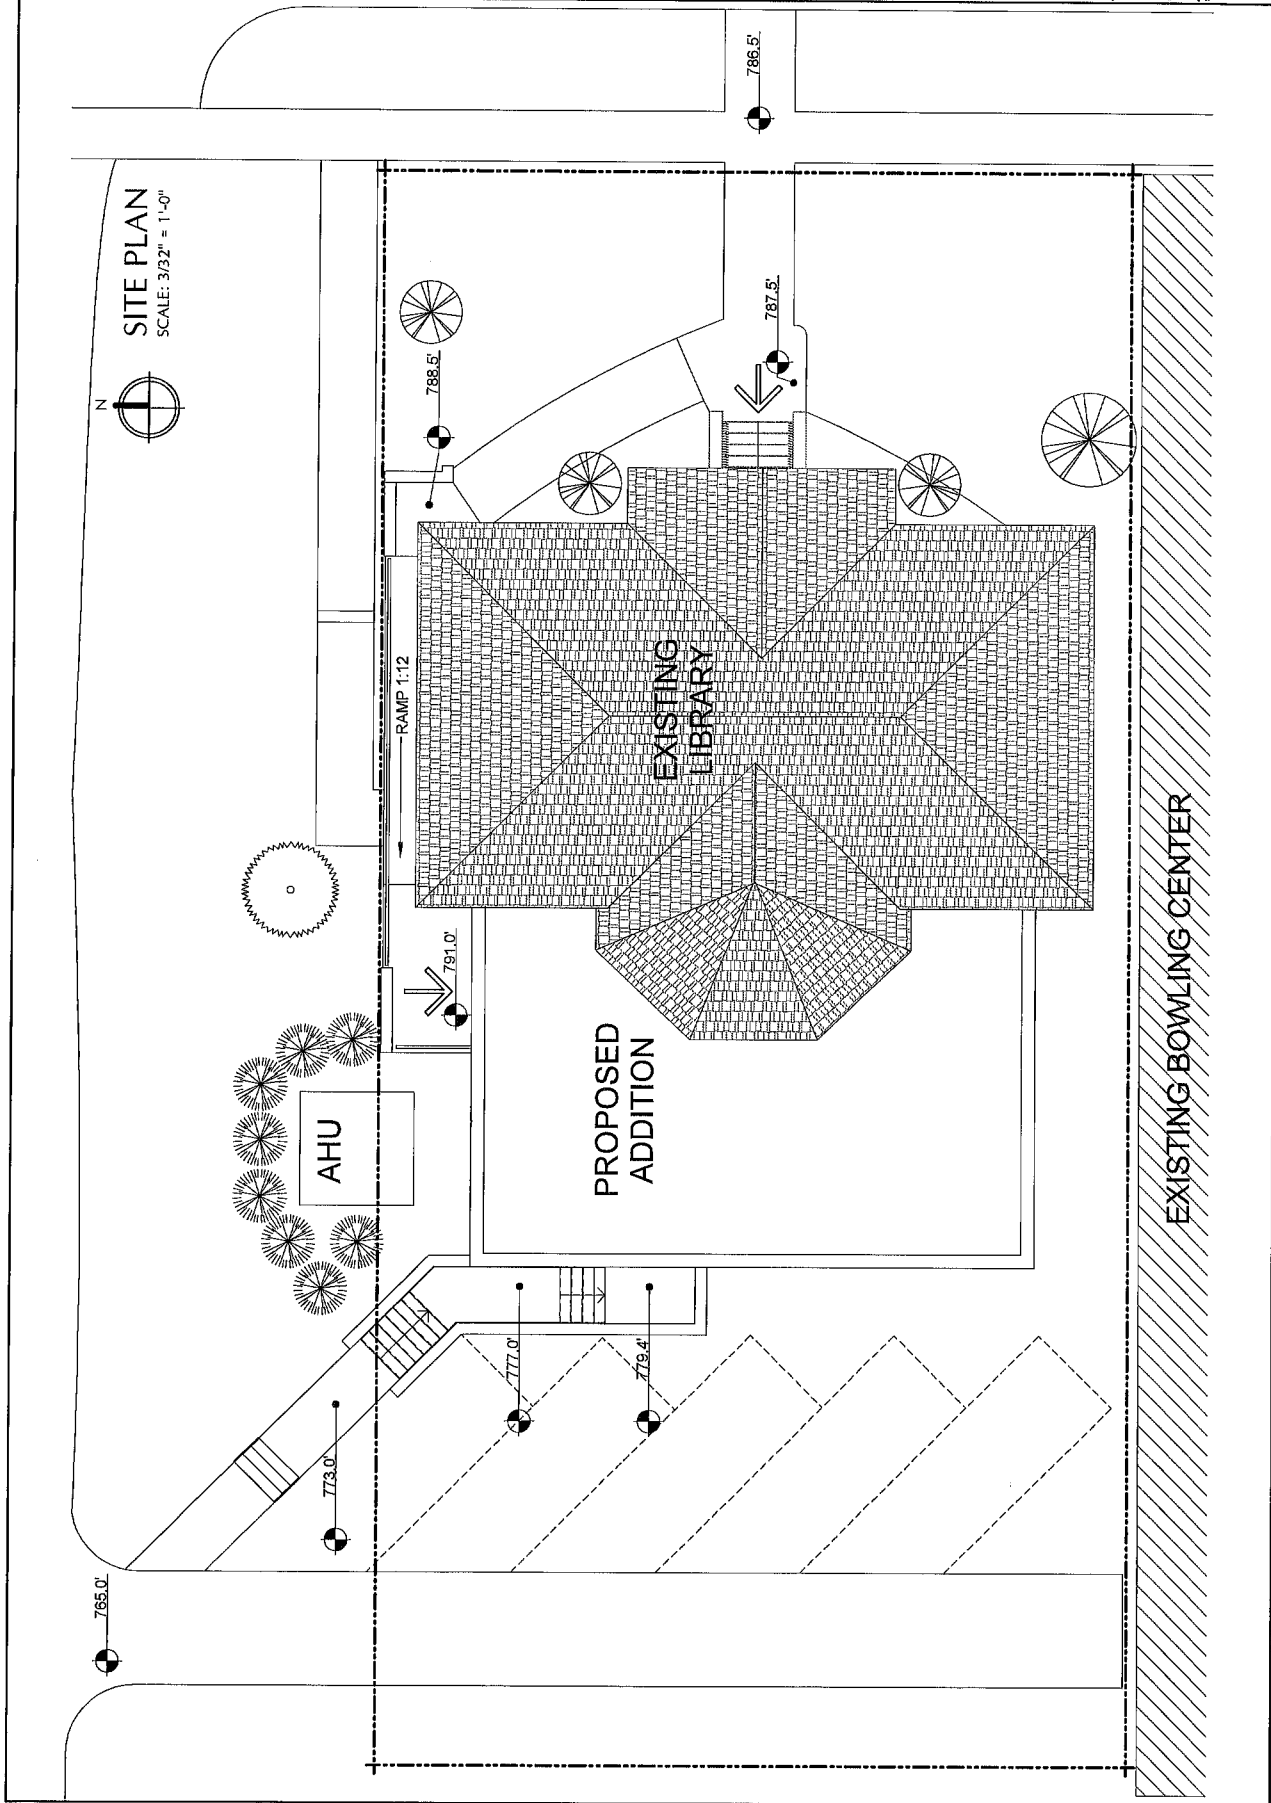 SITE PLAN
SCALE: 3/32" = 1'-0"
N
786.5'
787.5'
788.5'
RAMP 1:12
EXISTING
LIBRARY
791.0'
PROPOSED
ADDITION
AHU
EXISTING BOWLING CENTER
777.0'
779.4'
773.0'
765.0'